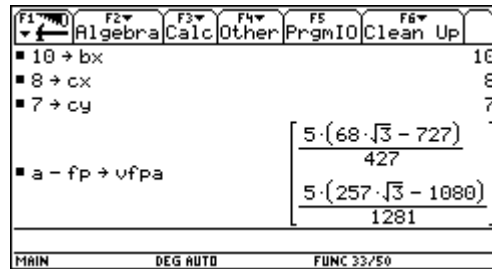 F1 F2 F3 F4 F5 F6
Algebra Calc Other PrgmIO Clean Up
▪ 10 → bx 10
▪ 8 → cx 8
▪ 7 → cy 7
▪ a - fp → vfpa [5·(68·√3 - 727)/427
5·(257·√3 - 1080)/1281]
MAIN DEG AUTO FUNC 33/50